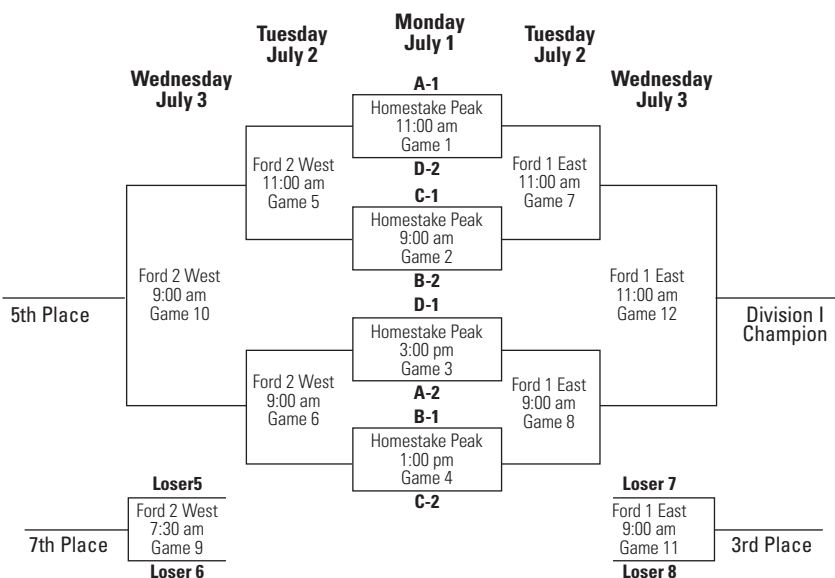 Monday
July 1
Tuesday
July 2
Tuesday
July 2
Wednesday
July 3
Wednesday
July 3
A-1
Homestake Peak
11:00 am
Game 1
D-2
C-1
Homestake Peak
9:00 am
Game 2
B-2
D-1
Homestake Peak
3:00 pm
Game 3
A-2
B-1
Homestake Peak
1:00 pm
Game 4
C-2
Ford 2 West
11:00 am
Game 5
Ford 2 West
9:00 am
Game 6
Ford 1 East
11:00 am
Game 7
Ford 1 East
9:00 am
Game 8
Ford 2 West
9:00 am
Game 10
5th Place
Ford 1 East
11:00 am
Game 12
Division I
Champion
Loser5
Ford 2 West
7:30 am
Game 9
Loser 6
7th Place
Loser 7
Ford 1 East
9:00 am
Game 11
Loser 8
3rd Place